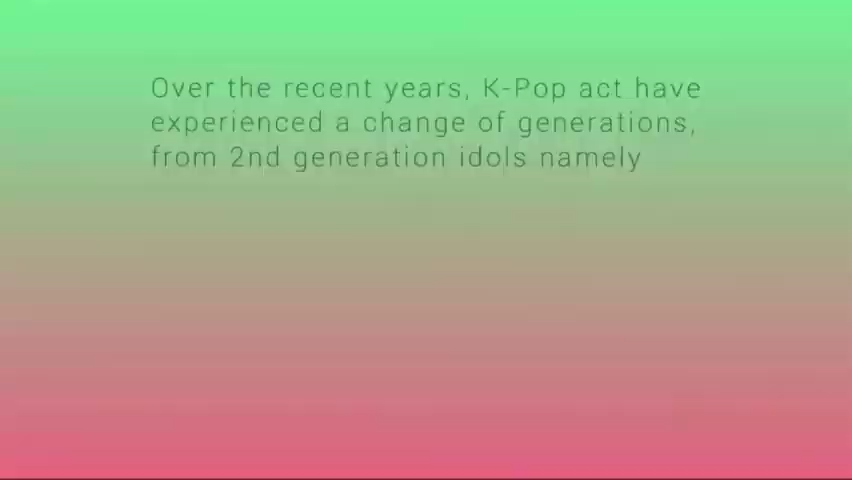 Over the recent years, K-Pop act have
experienced a change of generations,
from 2nd generation idols namely